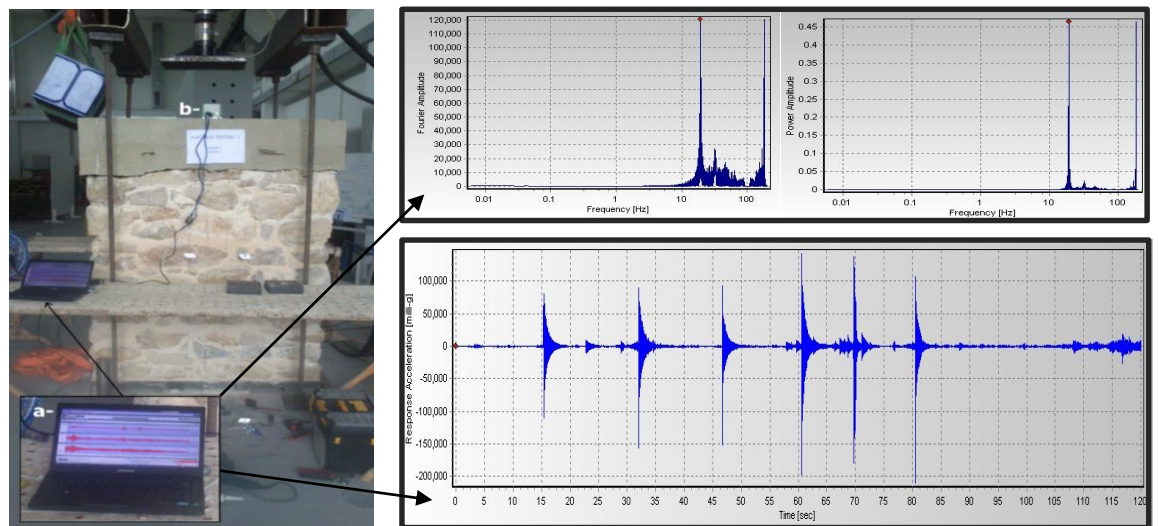 b-
a-
120,000
110,000
100,000
90,000
80,000
70,000
60,000
50,000
40,000
30,000
20,000
10,000
0
Fourier Amplitude
0.01 0.1 1 10 100
Frequency [Hz]
0.45
0.4
0.35
0.3
0.25
0.2
0.15
0.1
0.05
0
Power Amplitude
0.01 0.1 1 10 100
Frequency [Hz]
100,000
50,000
0
-50,000
-100,000
-150,000
-200,000
Response Acceleration [milli-g]
0 5 10 15 20 25 30 35 40 45 50 55 60 65 70 75 80 85 90 95 100 105 110 115 120
Time [sec]